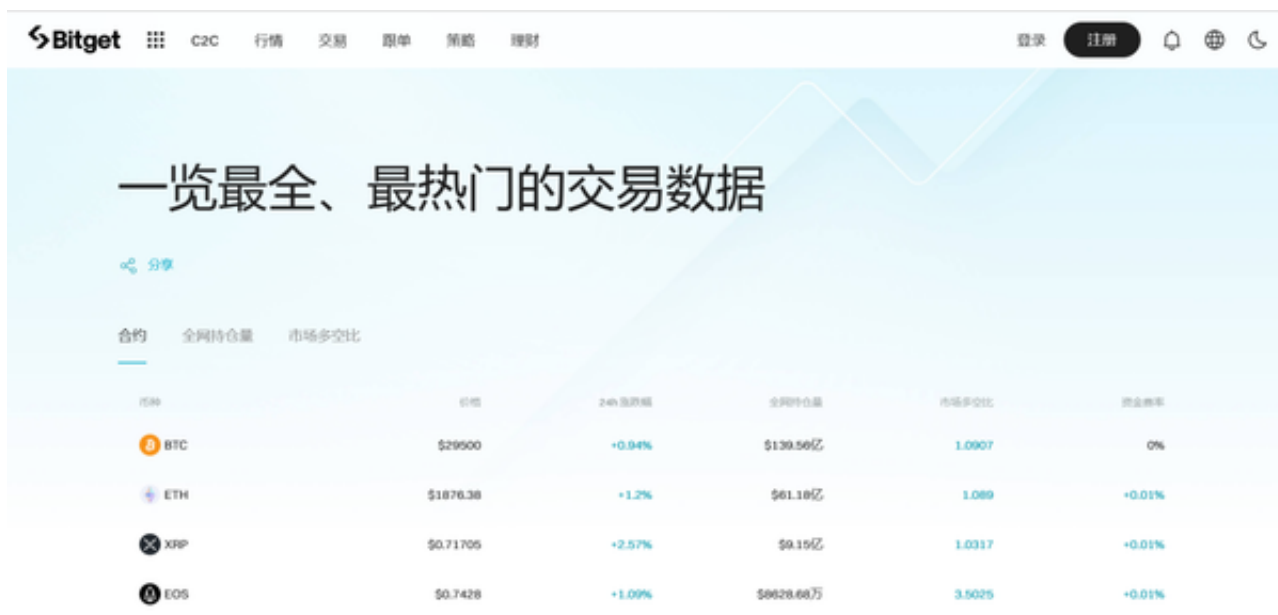 Bitget C2C 行情 交易 跟单 策略 理财 登录 注册
一览最全、最热门的交易数据
分享
合约 全网持仓量 市场多空比
币种 价格 24h涨跌幅 全网持仓量 市场多空比 资金费率
BTC $29500 +0.94% $139.56亿 1.0907 0%
ETH $1876.38 +1.2% $61.18亿 1.089 +0.01%
XRP $0.71705 +2.57% $9.15亿 1.0317 +0.01%
EOS $0.7428 +1.09% $8628.68万 3.5025 +0.01%